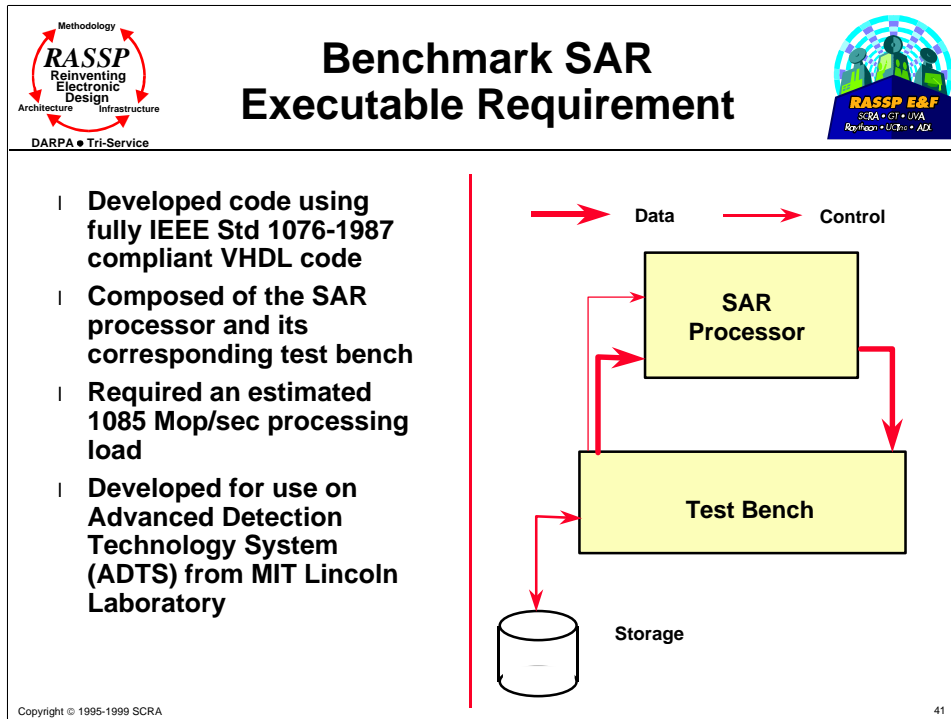 Methodology
RASSP
Reinventing
Electronic
Design
Architecture
Infrastructure
DARPA ● Tri-Service
Benchmark SAR
Executable Requirement
RASSP E&F
SCRA • GT • UVA
Raytheon • UCinc • ADL
l Developed code using
fully IEEE Std 1076-1987
compliant VHDL code
l Composed of the SAR
processor and its
corresponding test bench
l Required an estimated
1085 Mop/sec processing
load
l Developed for use on
Advanced Detection
Technology System
(ADTS) from MIT Lincoln
Laboratory
Data
Control
SAR
Processor
Test Bench
Storage
Copyright © 1995-1999 SCRA
41